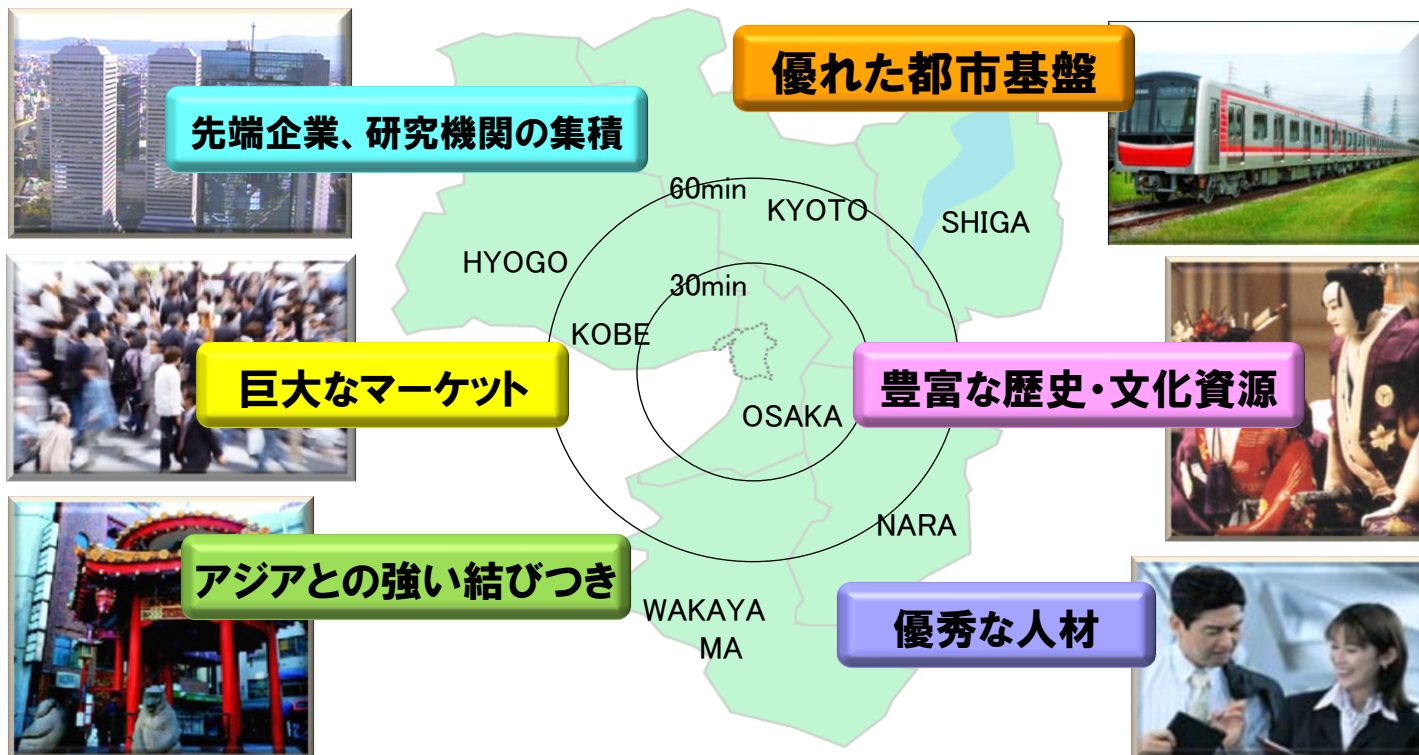 優れた都市基盤
先端企業、研究機関の集積
60min
KYOTO
SHIGA
HYOGO
30min
KOBE
巨大なマーケット
豊富な歴史・文化資源
OSAKA
NARA
アジアとの強い結びつき
WAKAYA
MA
優秀な人材